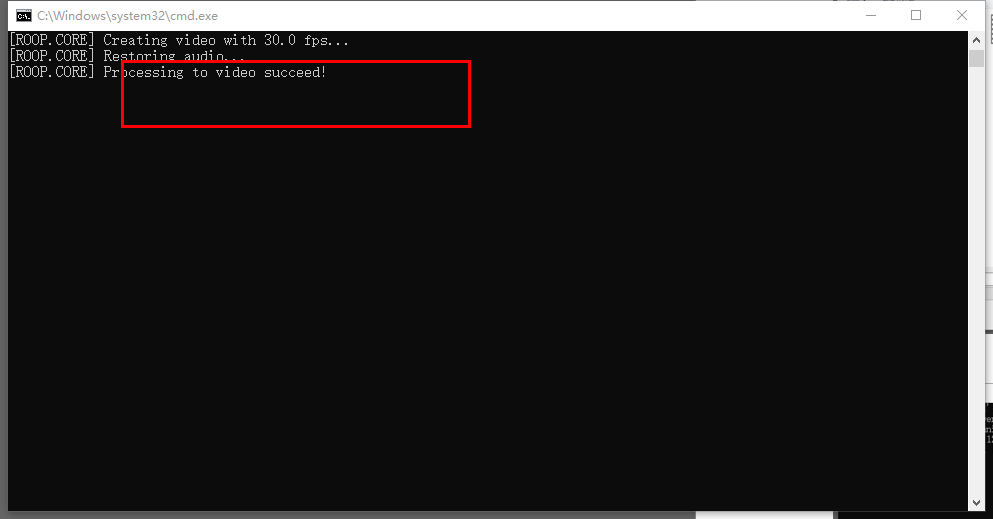 C:\Windows\system32\cmd.exe
[ROOP.CORE] Creating video with 30.0 fps...
[ROOP.CORE] Restoring audio...
[ROOP.CORE] Processing to video succeed!